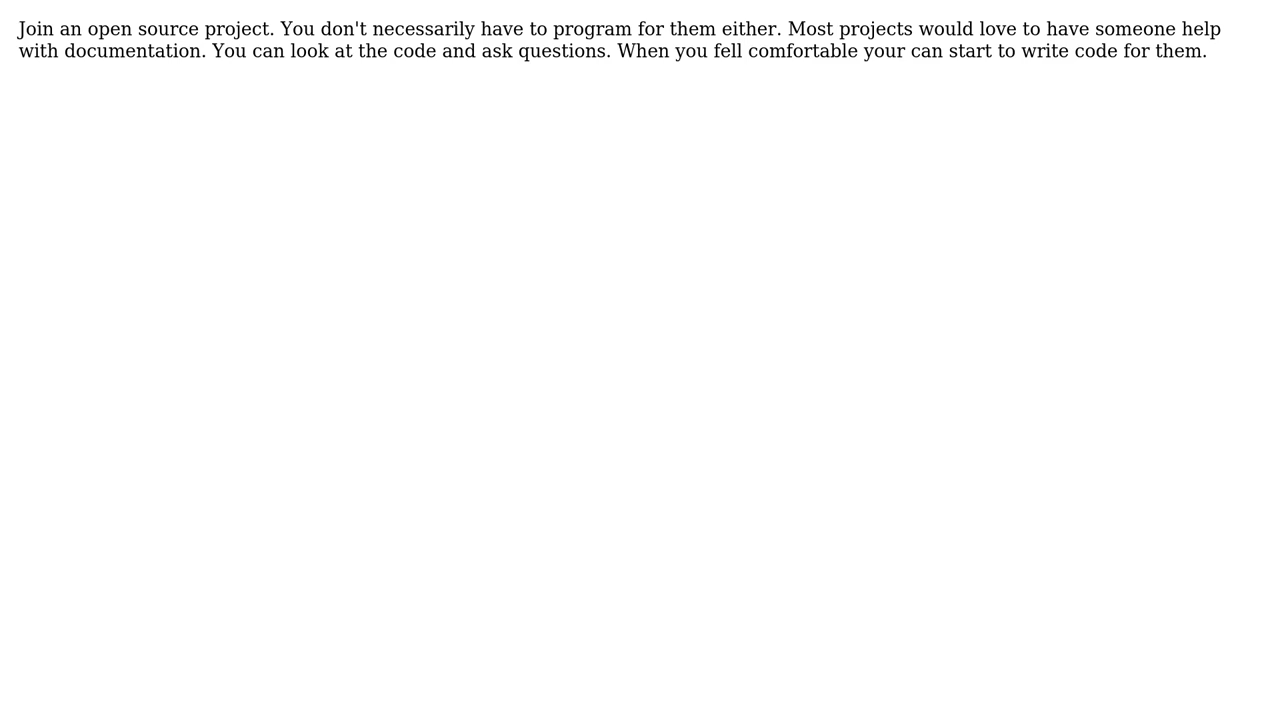 Join an open source project. You don't necessarily have to program for them either. Most projects would love to have someone help
with documentation. You can look at the code and ask questions. When you fell comfortable your can start to write code for them.